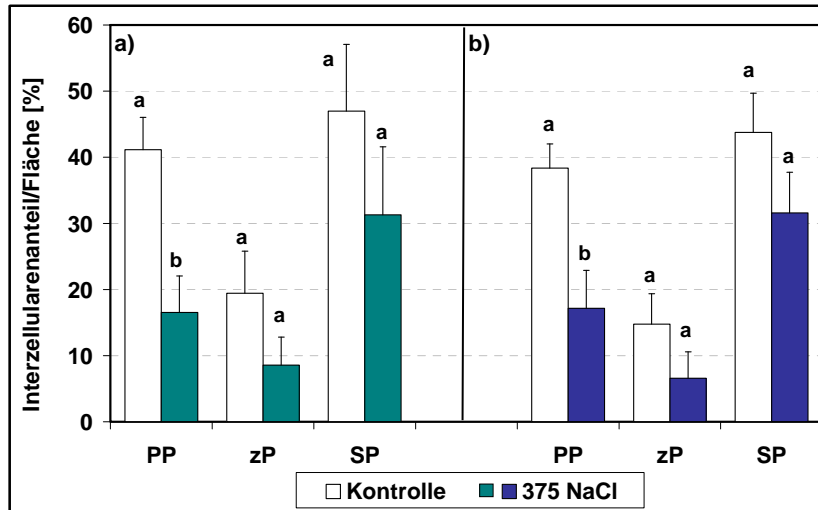 Interzellularenanteil/Fläche [%]
60
50
40
30
20
10
0
a)
a
b
a
a
a
a
b)
a
b
a
a
a
a
PP zP SP PP zP SP
Kontrolle 375 NaCl